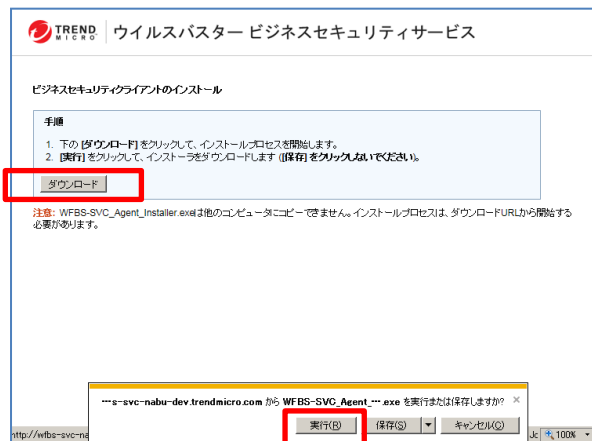 TREND MICRO ウイルスバスター ビジネスセキュリティサービス
ビジネスセキュリティクライアントのインストール
手順
1. 下の [ダウンロード] をクリックして、インストールプロセスを開始します。
2. [実行] をクリックして、インストーラをダウンロードします ([保存] をクリックしないでください)。
ダウンロード
注意: WFBS-SVC_Agent_Installer.exeは他のコンピュータにコピーできません。インストールプロセスは、ダウンロードURLから開始する
必要があります。
···s-svc-nabu-dev.trendmicro.com から WFBS-SVC_Agent_···.exe を実行または保存しますか? ×
実行(R) 保存(S) ▼ キャンセル(C)
http://wfbs-svc-na Jc 100% ▼